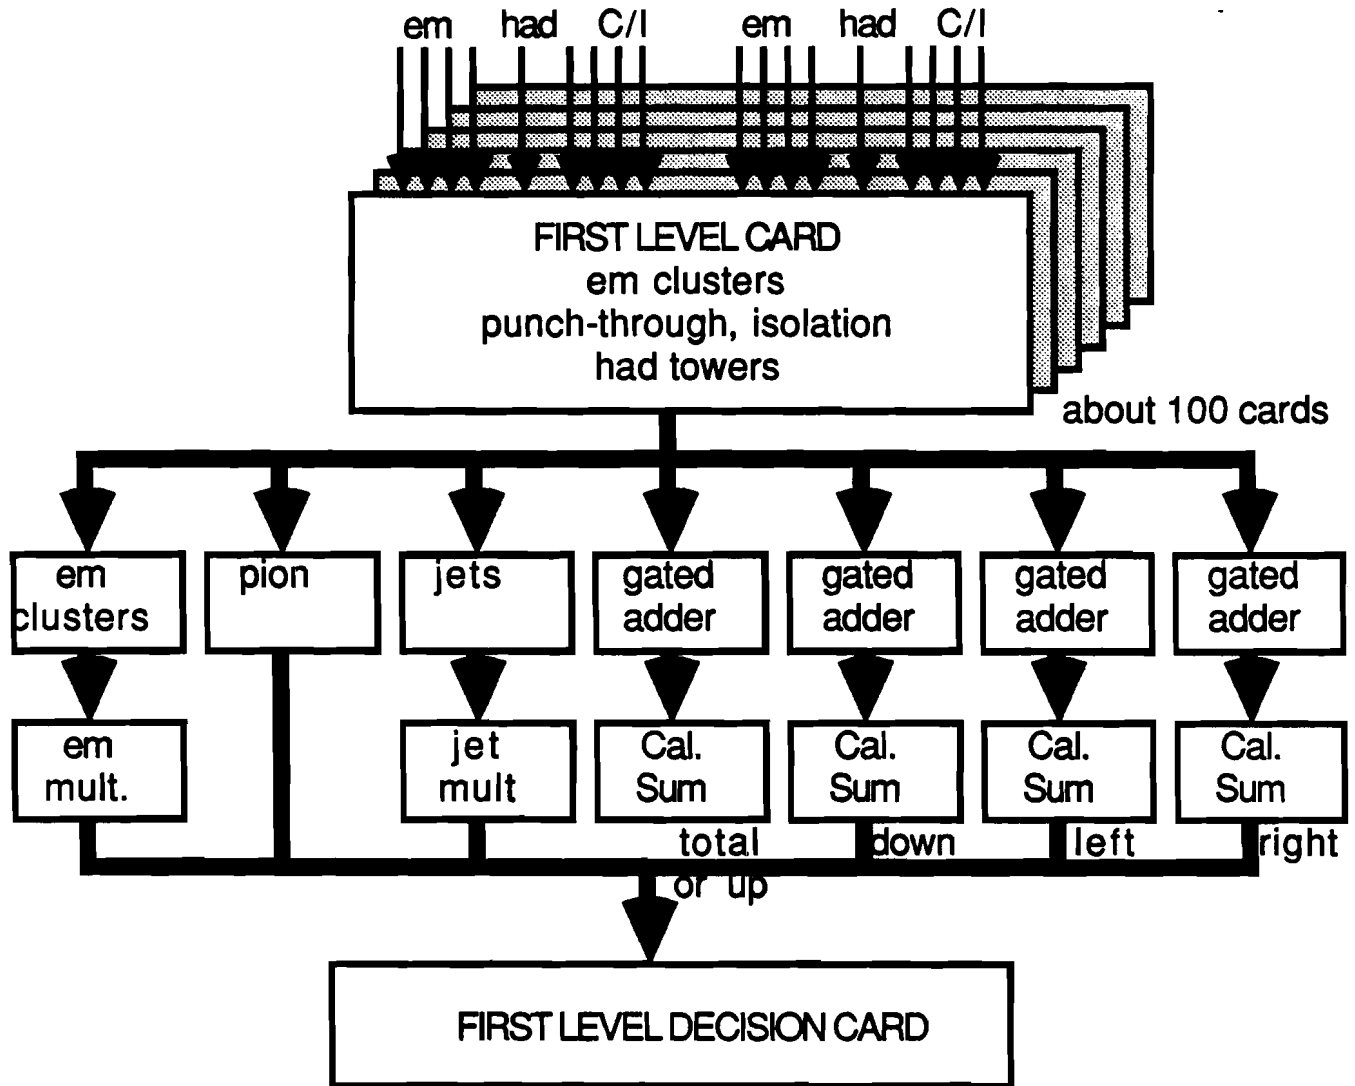 em had C/I em had C/I
FIRST LEVEL CARD
em clusters
punch-through, isolation
had towers
about 100 cards
em
clusters
pion
jets
gated
adder
gated
adder
gated
adder
gated
adder
em
mult.
jet
mult
Cal.
Sum
Cal.
Sum
Cal.
Sum
Cal.
Sum
total
or up
down
left
right
FIRST LEVEL DECISION CARD